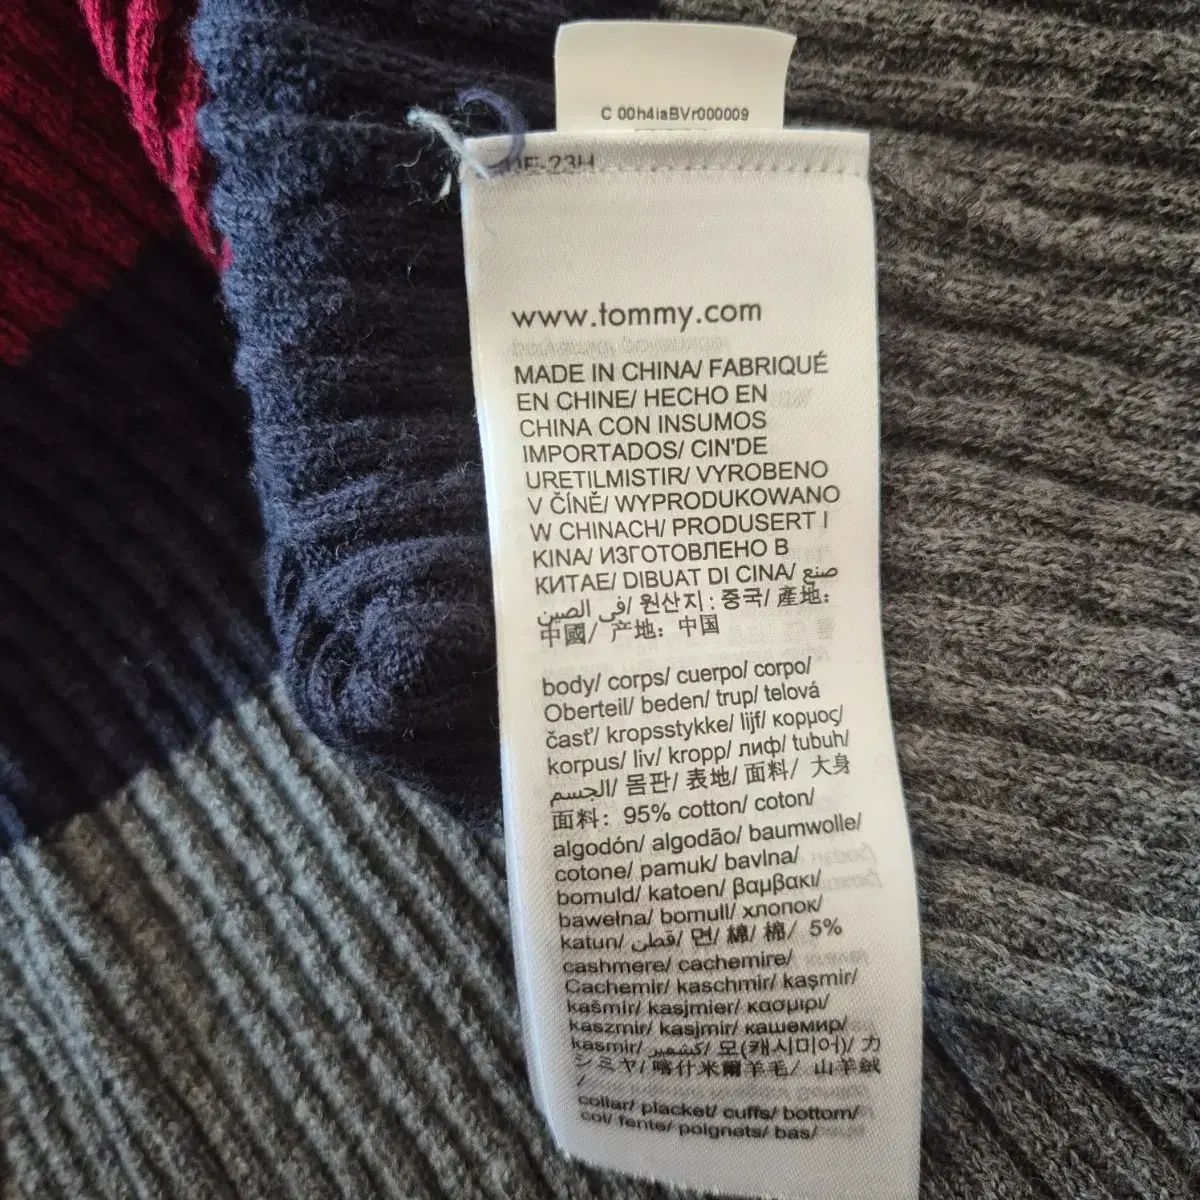 C 00h4iaBVr000009
www.tommy.com
MADE IN CHINA/ FABRIQUÉ
EN CHINE/ HECHO EN
CHINA CON INSUMOS
IMPORTADOS/ CIN'DE
URETILMISTIR/ VYROBENO
V ČÍNĚ/ WYPRODUKOWANO
W CHINACH/ PRODUSERT I
KINA/ ИЗГОТОВЛЕНО В
КИТАЕ/ DIBUAT DI CINA/ صنع
في الصين/ 원산지 : 중국/ 產地:
中國/ 产地: 中国
body/ corps/ cuerpo/ corpo/
Oberteil/ beden/ trup/ telová
časť/ kropsstykke/ lijf/ κορμος/
korpus/ liv/ kropp/ лиф/ tubuh/
الجسم/ 몸판/ 表地/ 面料/ 大身
面料: 95% cotton/ coton/
algodón/ algodão/ baumwolle/
cotone/ pamuk/ bavlna/
bomuld/ katoen/ βαμβακι/
bawełna/ bomull/ хлопок/
katun/ قطن/ 면/ 綿/ 棉/ 5%
cashmere/ cachemire/
Cachemir/ kaschmir/ kaşmir/
kašmír/ kasjmier/ κασμιρι/
kaszmir/ kasjmir/ кашемир/
kasmir/ كشمير/ 모(캐시미어)/ カ
シミヤ/ 喀什米爾羊毛/ 山羊絨
/
collar/ placket/ cuffs/ bottom/
col/ fente/ poignets/ bas/